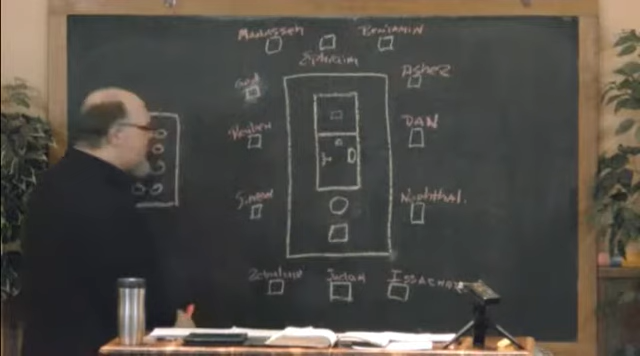 Manasseh Benjamin
Ephraim
Gad Asher
Reuben DAN
Simeon Naphthal.
Zebulun Judah ISSACHAR